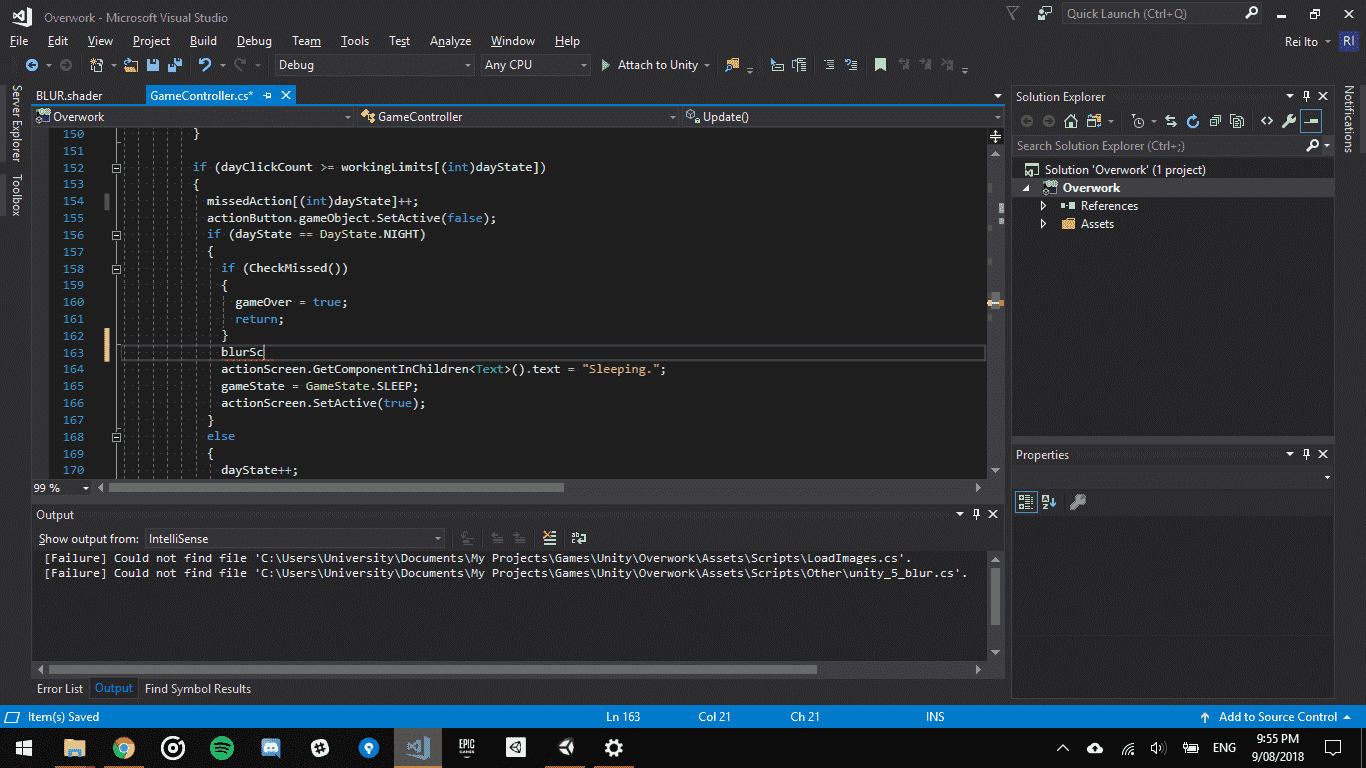 Overwork - Microsoft Visual Studio
Quick Launch (Ctrl+Q)
File Edit View Project Build Debug Team Tools Test Analyze Window Help
Rei Ito RI
Debug Any CPU Attach to Unity
Server Explorer
Toolbox
BLUR.shader GameController.cs*
Overwork GameController Update()
150 }
151
152 if (dayClickCount >= workingLimits[(int)dayState])
153 {
154 missedAction[(int)dayState]++;
155 actionButton.gameObject.SetActive(false);
156 if (dayState == DayState.NIGHT)
157 {
158 if (CheckMissed())
159 {
160 gameOver = true;
161 return;
162 }
163 blurSc
164 actionScreen.GetComponentInChildren<Text>().text = "Sleeping.";
165 gameState = GameState.SLEEP;
166 actionScreen.SetActive(true);
167 }
168 else
169 {
170 dayState++;
99 %
Output
Show output from: IntelliSense
[Failure] Could not find file 'C:\Users\University\Documents\My Projects\Games\Unity\Overwork\Assets\Scripts\LoadImages.cs'.
[Failure] Could not find file 'C:\Users\University\Documents\My Projects\Games\Unity\Overwork\Assets\Scripts\Other\unity_5_blur.cs'.
Error List Output Find Symbol Results
Solution Explorer
Search Solution Explorer (Ctrl+;)
Solution 'Overwork' (1 project)
Overwork
References
Assets
Properties
Notifications
Item(s) Saved Ln 163 Col 21 Ch 21 INS Add to Source Control
EPIC
GAMES
ENG
9:55 PM
9/08/2018